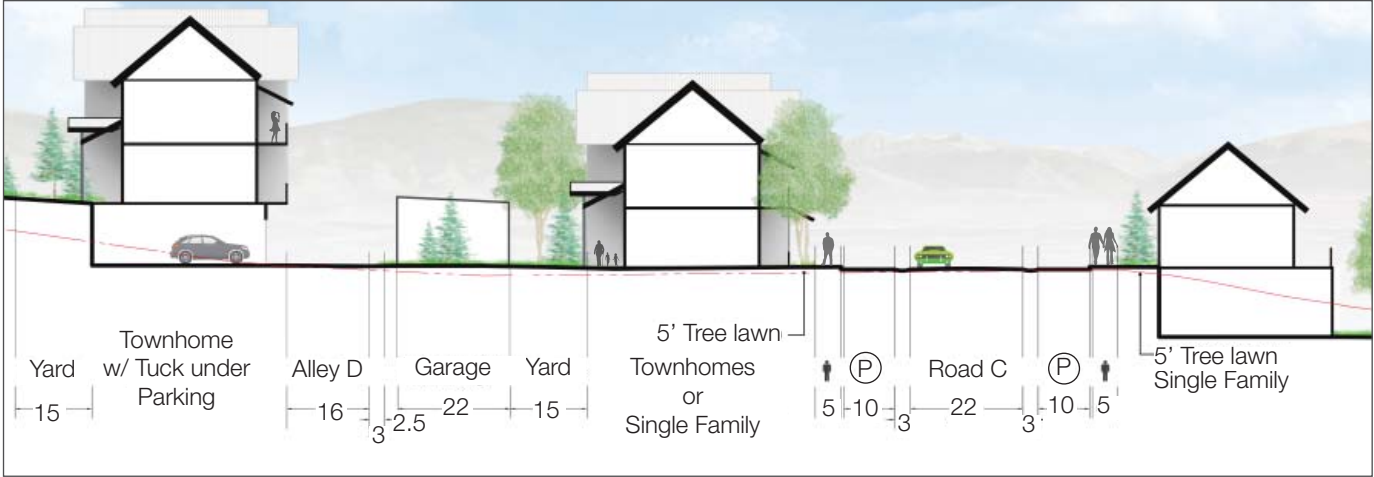 5’ Tree lawn
Yard
Townhome
w/ Tuck under
Parking
Alley D
Garage
Yard
Townhomes
or
Single Family
P
Road C
P
5’ Tree lawn
Single Family
15
16
3
2.5
22
15
5
10
3
22
3
10
5